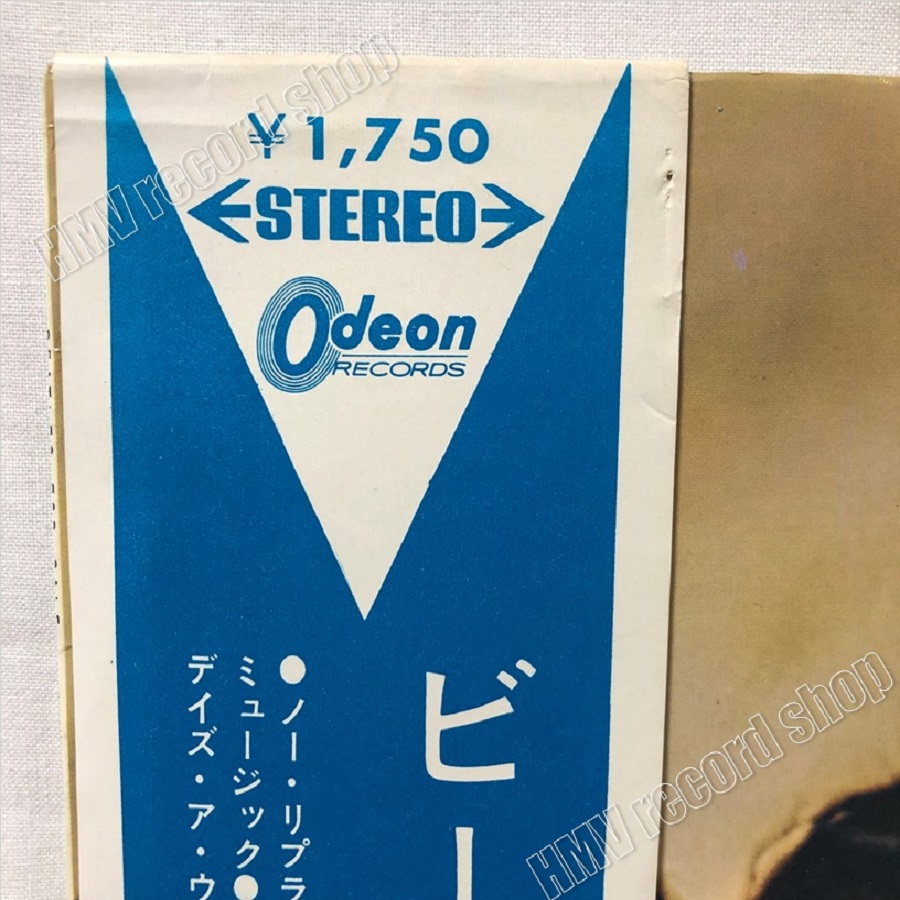 ¥1,750
STEREO
Odeon
RECORDS
ビー
●ノー・リプラ
ミュージック●
デイズ・ア・ウ
HMV record shop
HMV record shop